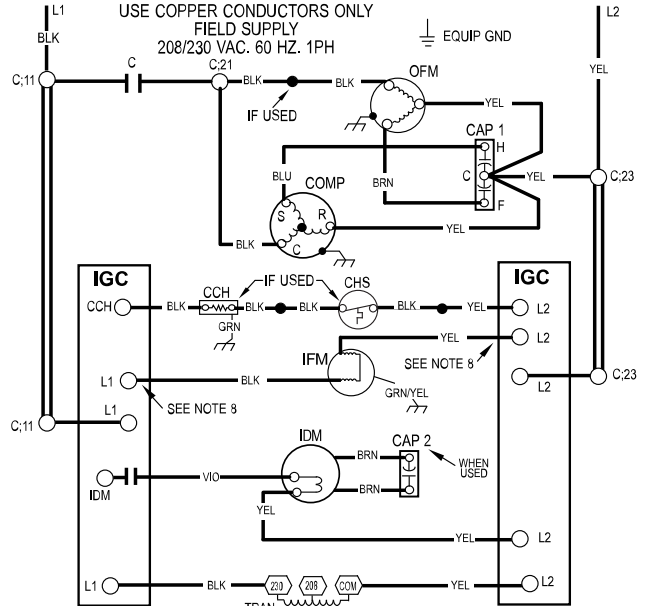 USE COPPER CONDUCTORS ONLY
FIELD SUPPLY
208/230 VAC. 60 HZ. 1PH
L1
BLK
EQUIP GND
L2
YEL
C;11
C
C;21
BLK
BLK
IF USED
OFM
YEL
CAP 1
H
C
F
YEL
C;23
BLU
BRN
COMP
S
R
C
YEL
BLK
IGC
IGC
CCH
BLK
CCH
BLK
IF USED
BLK
CHS
BLK
YEL
L2
GRN
YEL
L2
SEE NOTE 8
IFM
L1
BLK
GRN/YEL
L2
C;23
SEE NOTE 8
C;11
L1
IDM
BRN
CAP 2
WHEN
USED
IDM
VIO
BRN
YEL
YEL
L2
L1
BLK
230
208
COM
YEL
L2
TRAN